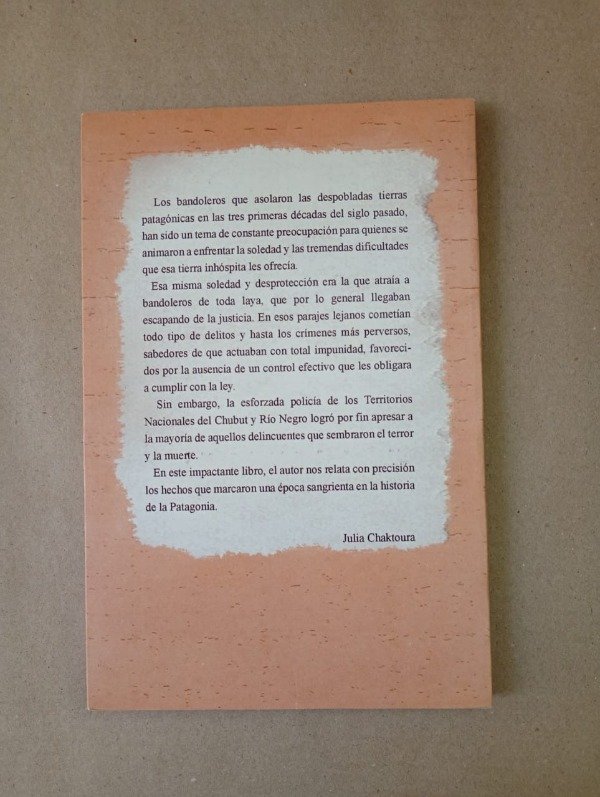 Los bandoleros que asolaron las despobladas tierras
patagónicas en las tres primeras décadas del siglo pasado,
han sido un tema de constante preocupación para quienes se
animaron a enfrentar la soledad y las tremendas dificultades
que esa tierra inhóspita les ofrecía.
Esa misma soledad y desprotección era la que atraía a
bandoleros de toda laya, que por lo general llegaban
escapando de la justicia. En esos parajes lejanos cometían
todo tipo de delitos y hasta los crímenes más perversos,
sabedores de que actuaban con total impunidad, favoreci-
dos por la ausencia de un control efectivo que les obligara
a cumplir con la ley.
Sin embargo, la esforzada policía de los Territorios
Nacionales del Chubut y Río Negro logró por fin apresar a
la mayoría de aquellos delincuentes que sembraron el terror
y la muerte.
En este impactante libro, el autor nos relata con precisión
los hechos que marcaron una época sangrienta en la historia
de la Patagonia.
Julia Chaktoura